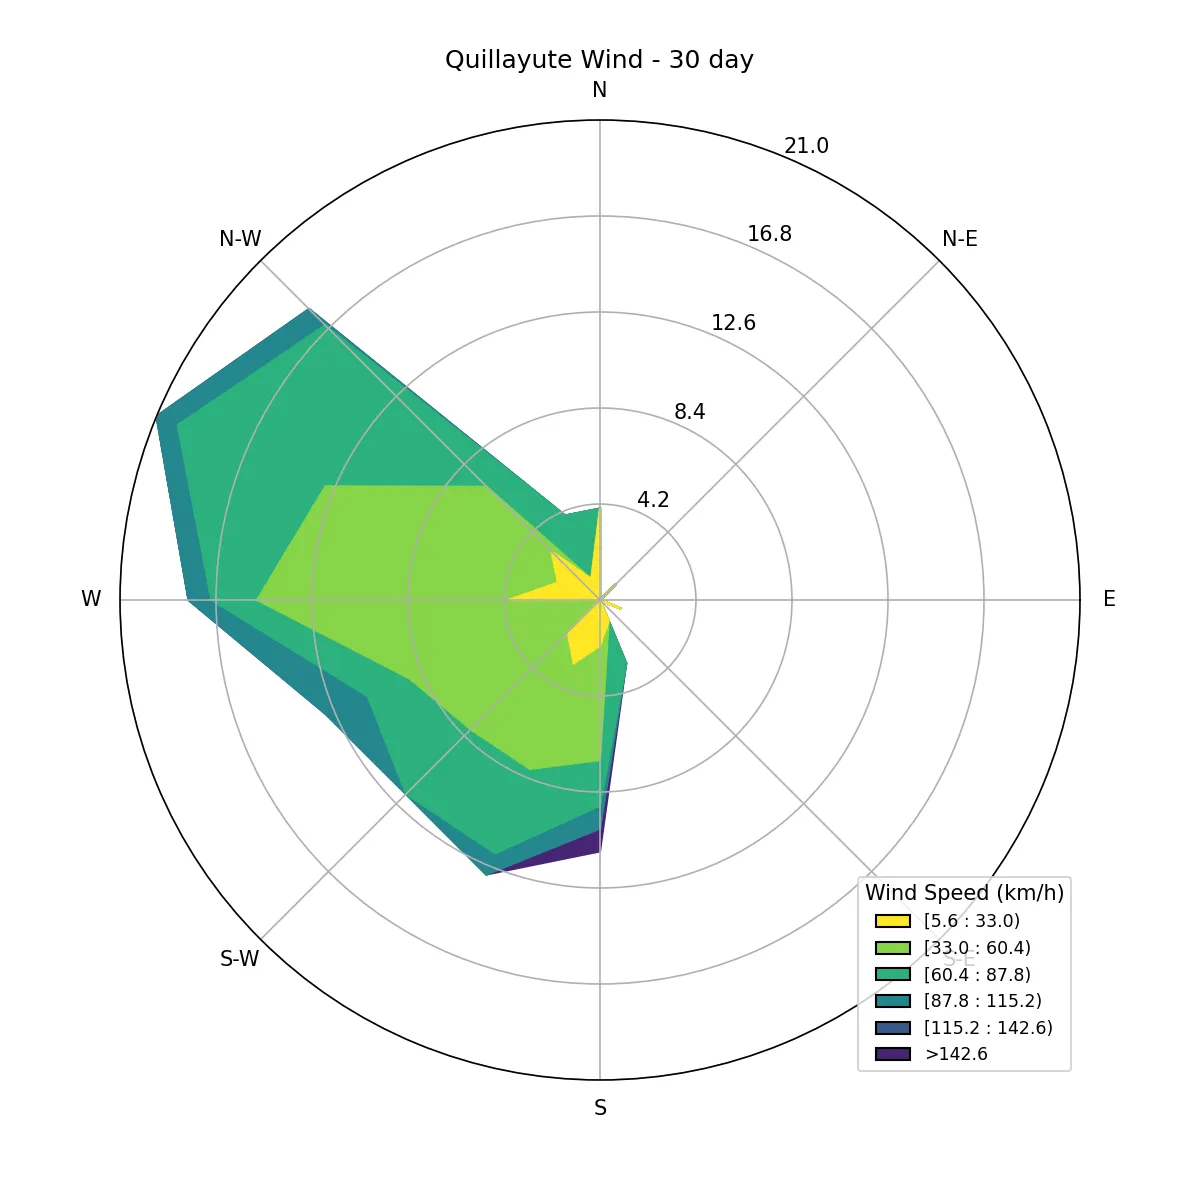 Quillayute Wind - 30 day
N
21.0
16.8
N-W
N-E
12.6
8.4
4.2
W
E
Wind Speed (km/h)
[5.6 : 33.0)
[33.0 : 60.4)
S-W
S-E
[60.4 : 87.8)
[87.8 : 115.2)
[115.2 : 142.6)
>142.6
S